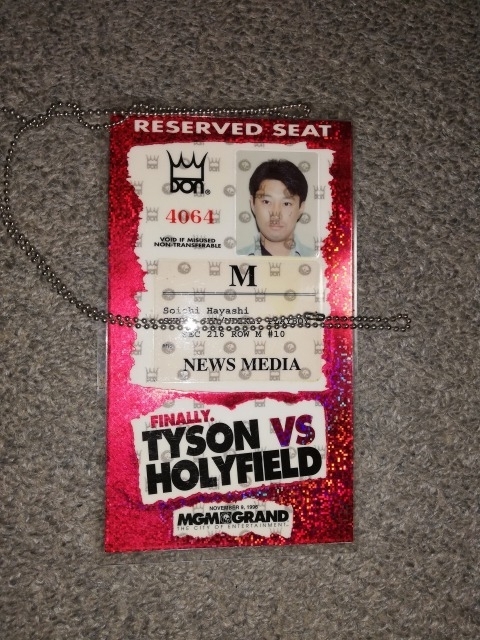 RESERVED SEAT
DON
4064
VOID IF MISUSED
NON-TRANSFERABLE
M
Soichi Hayashi
SEC 216 ROW M #10
NEWS MEDIA
FINALLY.
TYSON VS
HOLYFIELD
NOVEMBER 9, 1996
MGM GRAND
THE CITY OF ENTERTAINMENT